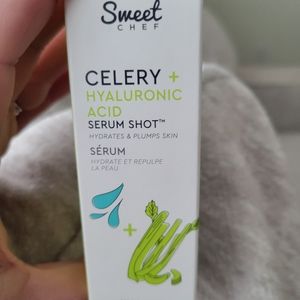 Sweet
CHEF
CELERY +
HYALURONIC
ACID
SERUM SHOT™
HYDRATES & PLUMPS SKIN
SÉRUM
HYDRATE ET REPULPE
LA PEAU
+